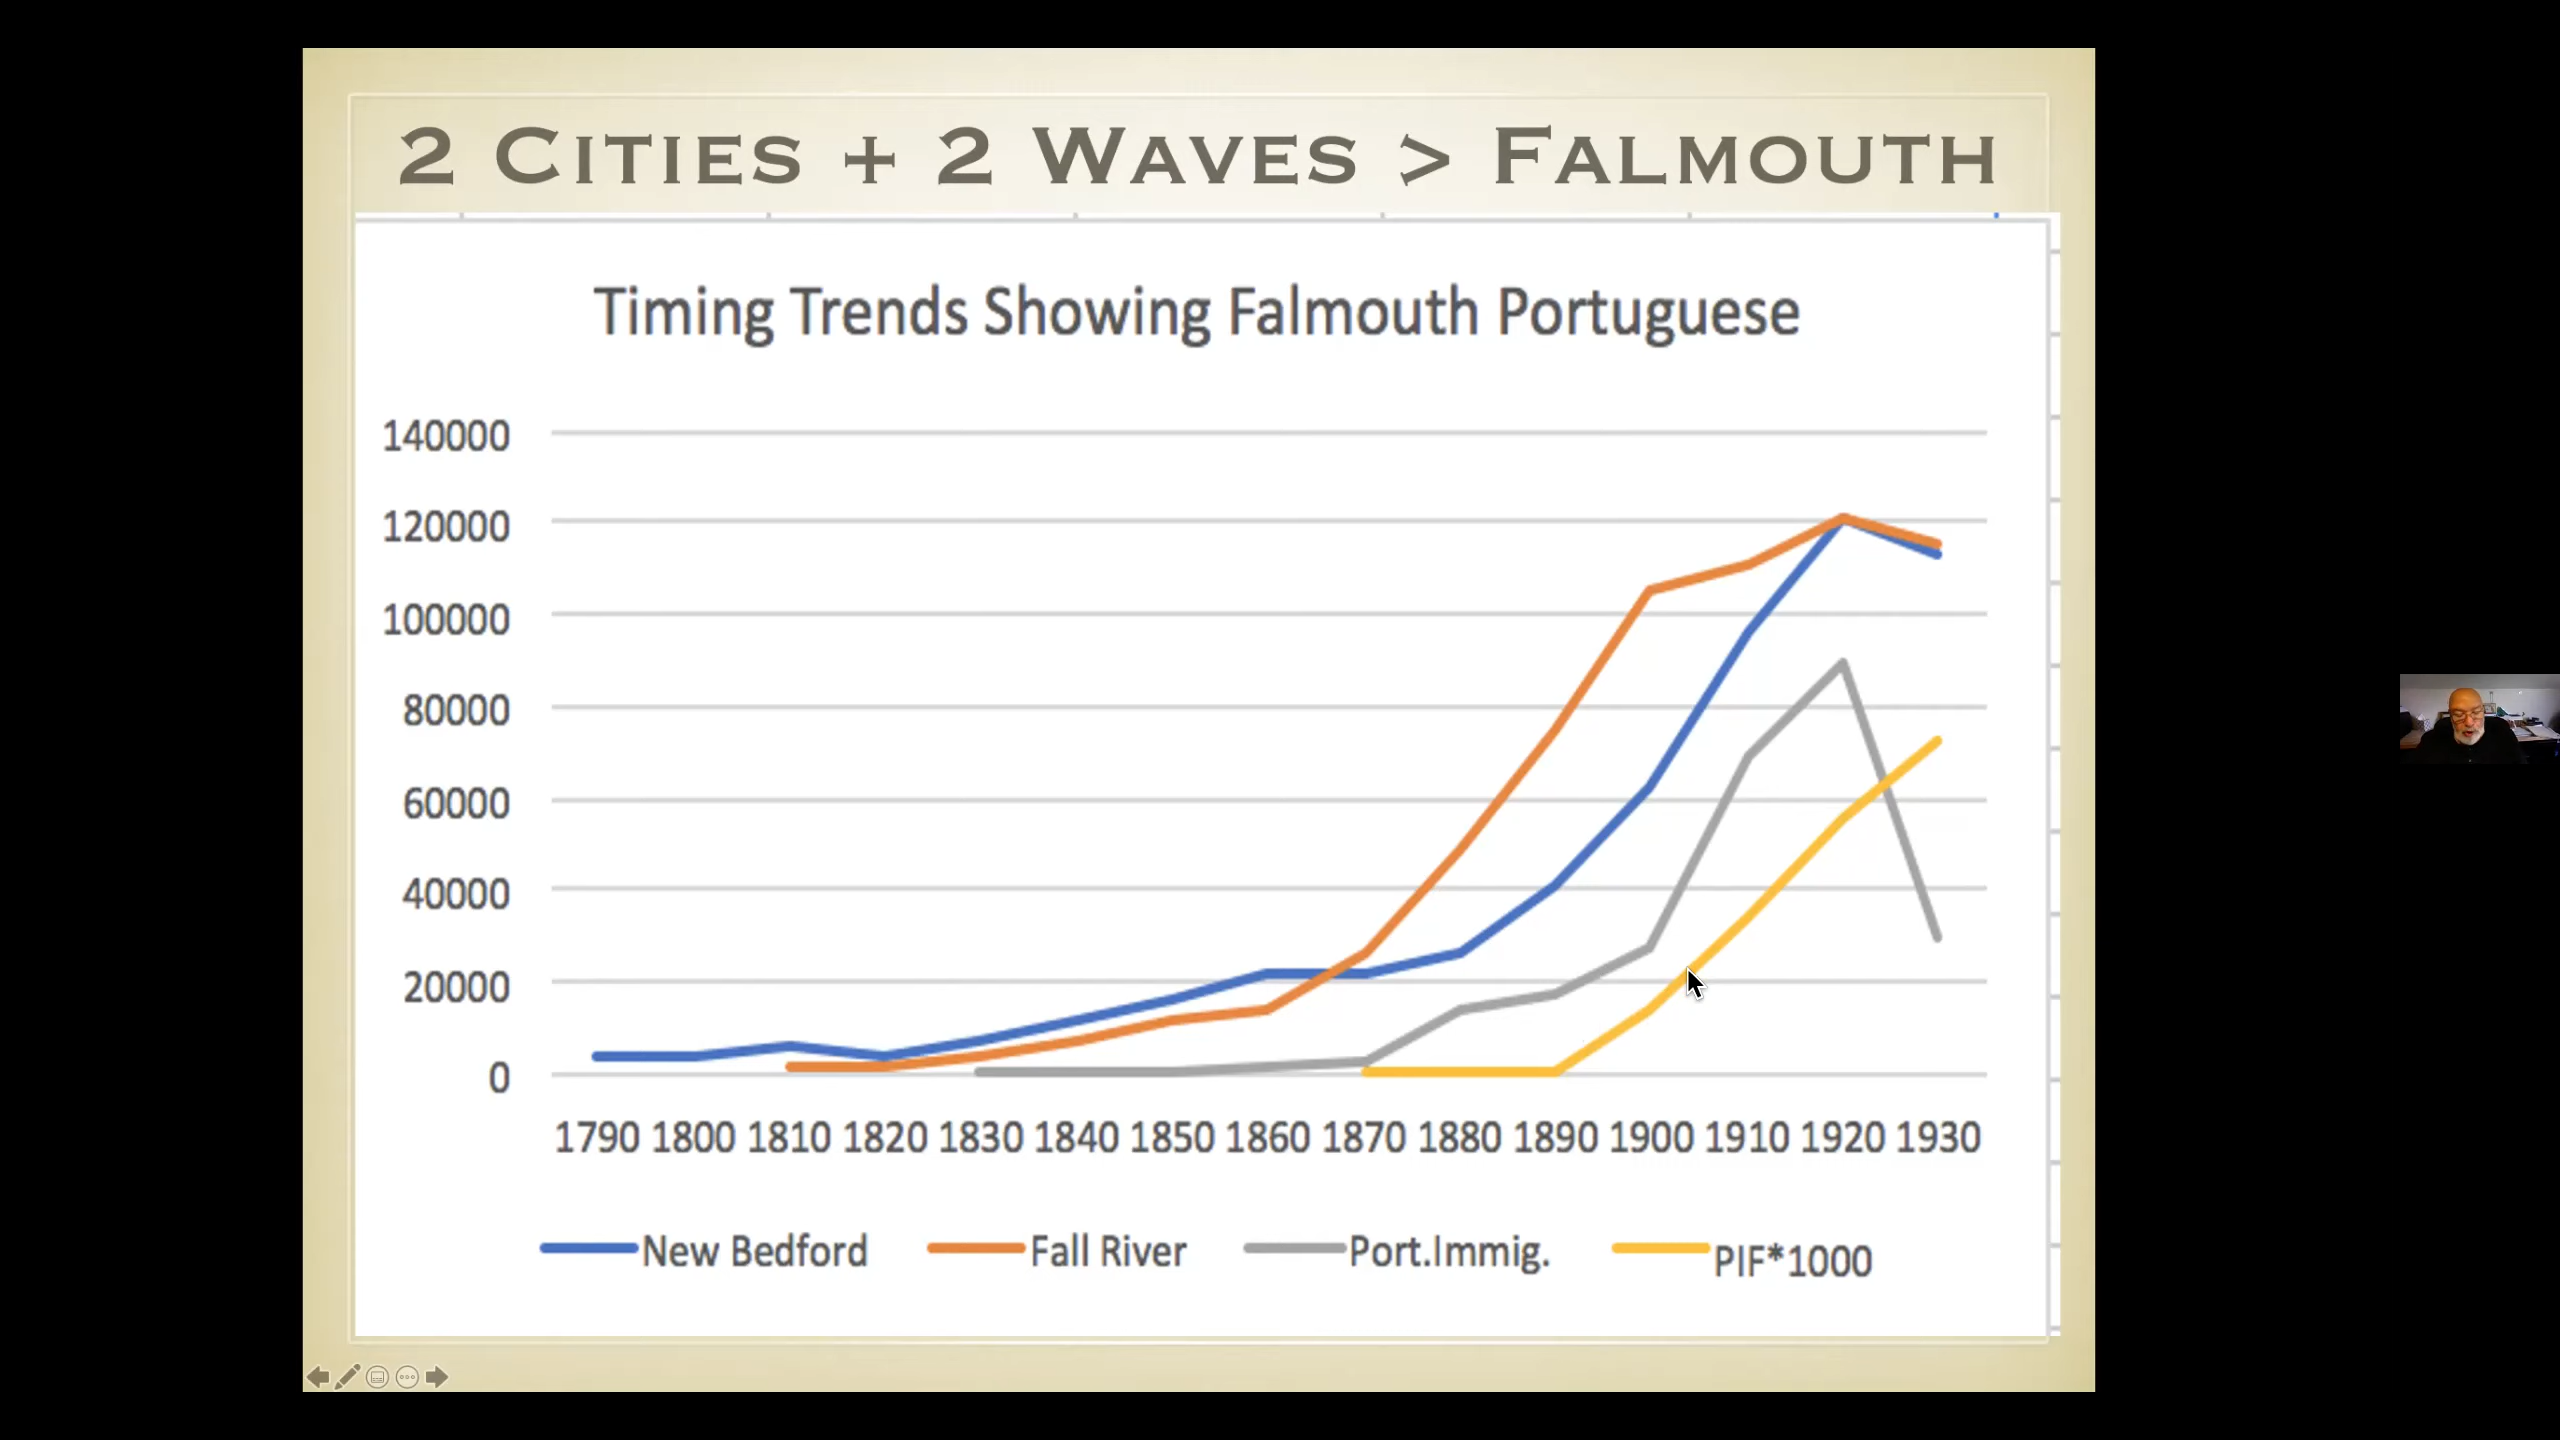 2 Cities + 2 Waves > Falmouth
Timing Trends Showing Falmouth Portuguese
140000
120000
100000
80000
60000
40000
20000
0
1790 1800 1810 1820 1830 1840 1850 1860 1870 1880 1890 1900 1910 1920 1930
New Bedford Fall River Port.Immig. PIF*1000